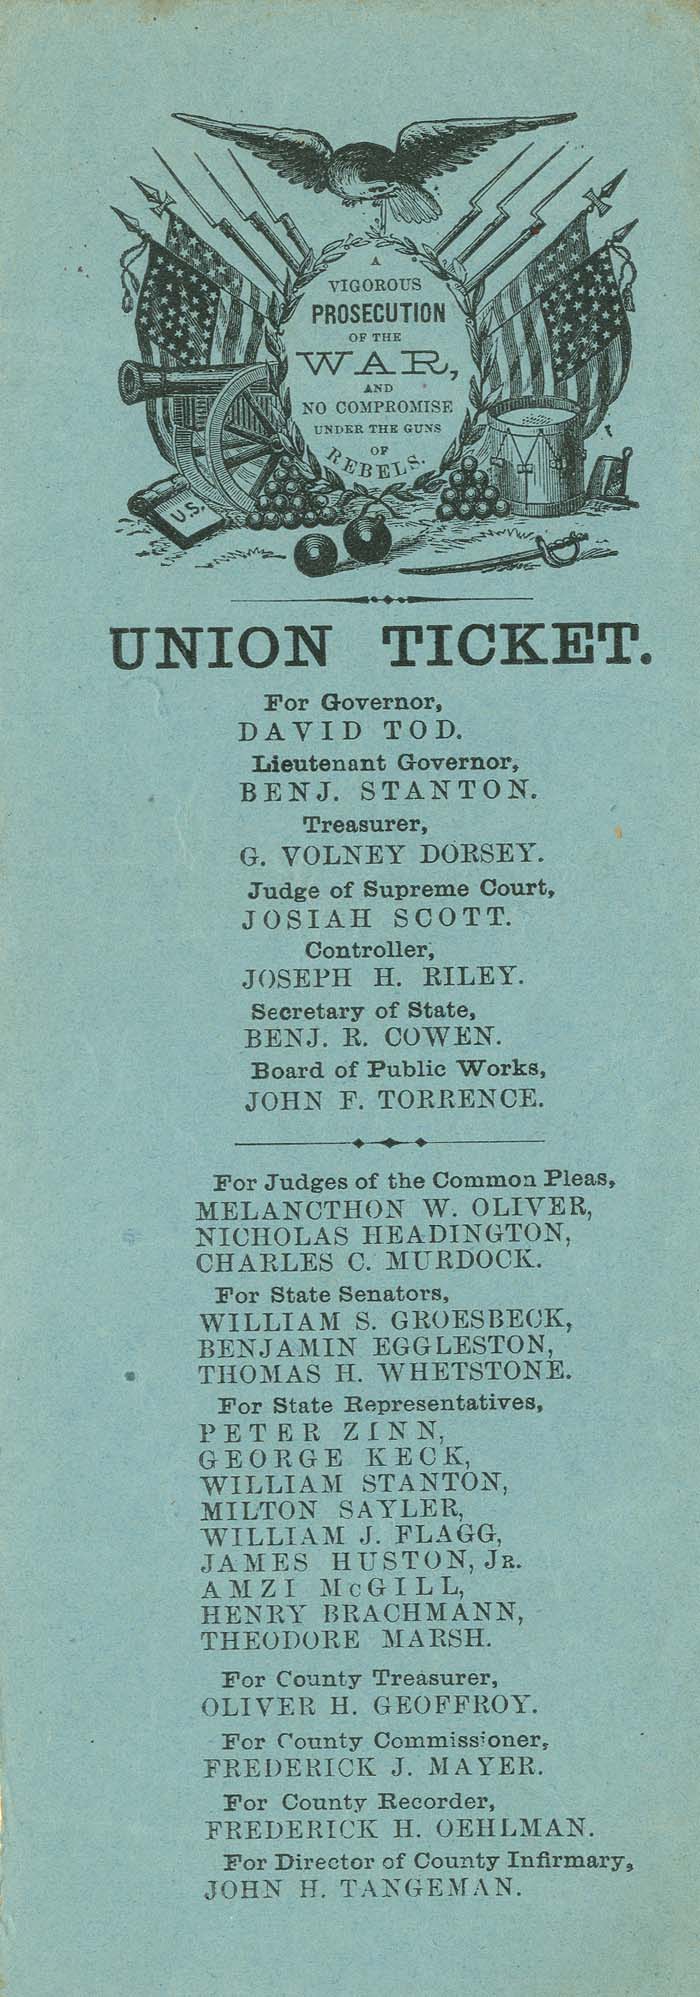 A
VIGOROUS
PROSECUTION
OF THE
WAR,
AND
NO COMPROMISE
UNDER THE GUNS
OF
REBELS.
U.S.
UNION TICKET.
For Governor,
DAVID TOD.
Lieutenant Governor,
BENJ. STANTON.
Treasurer,
G. VOLNEY DORSEY.
Judge of Supreme Court,
JOSIAH SCOTT.
Controller,
JOSEPH H. RILEY.
Secretary of State,
BENJ. R. COWEN.
Board of Public Works,
JOHN F. TORRENCE.
For Judges of the Common Pleas,
MELANCTHON W. OLIVER,
NICHOLAS HEADINGTON,
CHARLES C. MURDOCK.
For State Senators,
WILLIAM S. GROESBECK,
BENJAMIN EGGLESTON,
THOMAS H. WHETSTONE.
For State Representatives,
PETER ZINN,
GEORGE KECK,
WILLIAM STANTON,
MILTON SAYLER,
WILLIAM J. FLAGG,
JAMES HUSTON, JR.
AMZI McGILL,
HENRY BRACHMANN,
THEODORE MARSH.
For County Treasurer,
OLIVER H. GEOFFROY.
For County Commissioner,
FREDERICK J. MAYER.
For County Recorder,
FREDERICK H. OEHLMAN.
For Director of County Infirmary,
JOHN H. TANGEMAN.